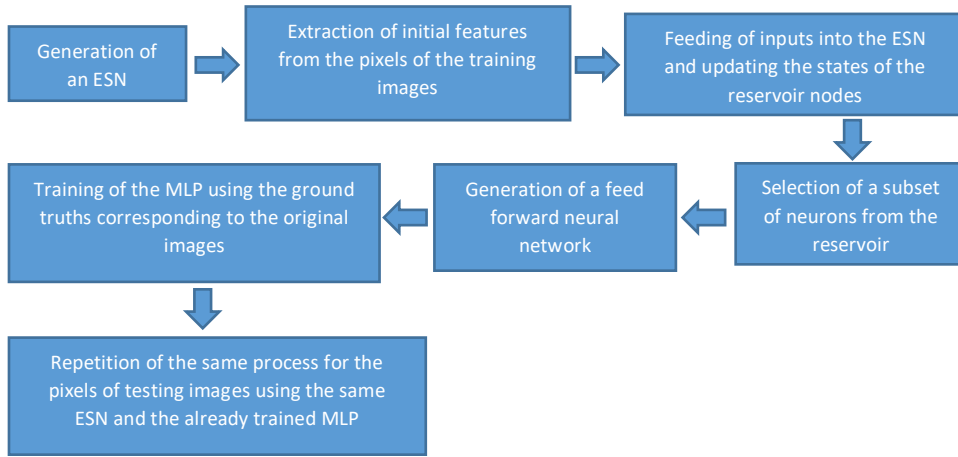 Generation of
an ESN
Extraction of initial features
from the pixels of the training
images
Feeding of inputs into the ESN
and updating the states of the
reservoir nodes
Selection of a subset
of neurons from the
reservoir
Generation of a feed
forward neural
network
Training of the MLP using the ground
truths corresponding to the original
images
Repetition of the same process for the
pixels of testing images using the same
ESN and the already trained MLP